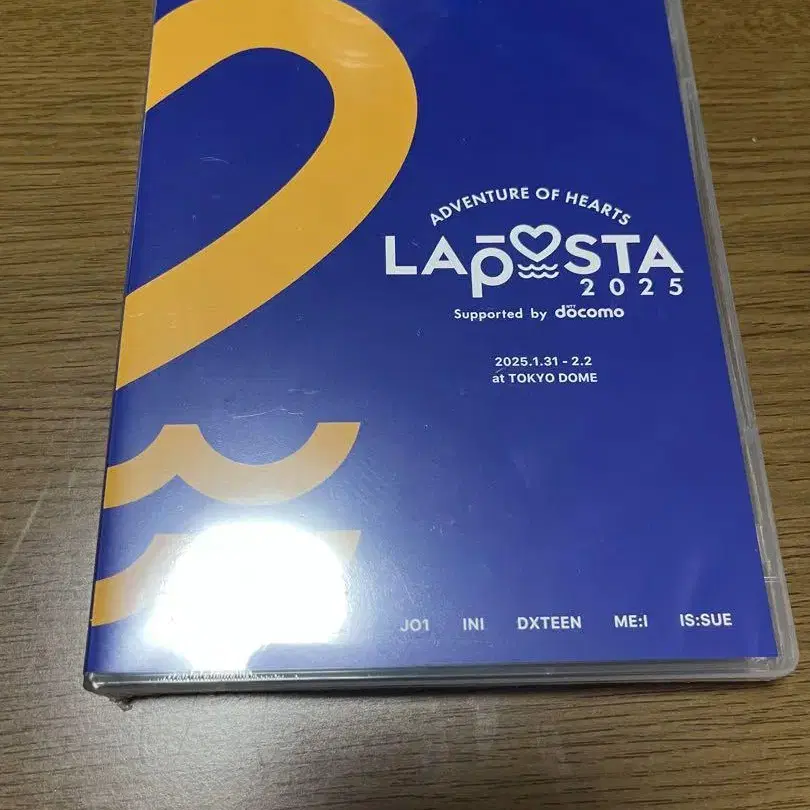 ADVENTURE OF HEARTS
LAPOSTA
2025
Supported by NTT docomo
2025.1.31 - 2.2
at TOKYO DOME
JO1 INI DXTEEN ME:I IS:SUE